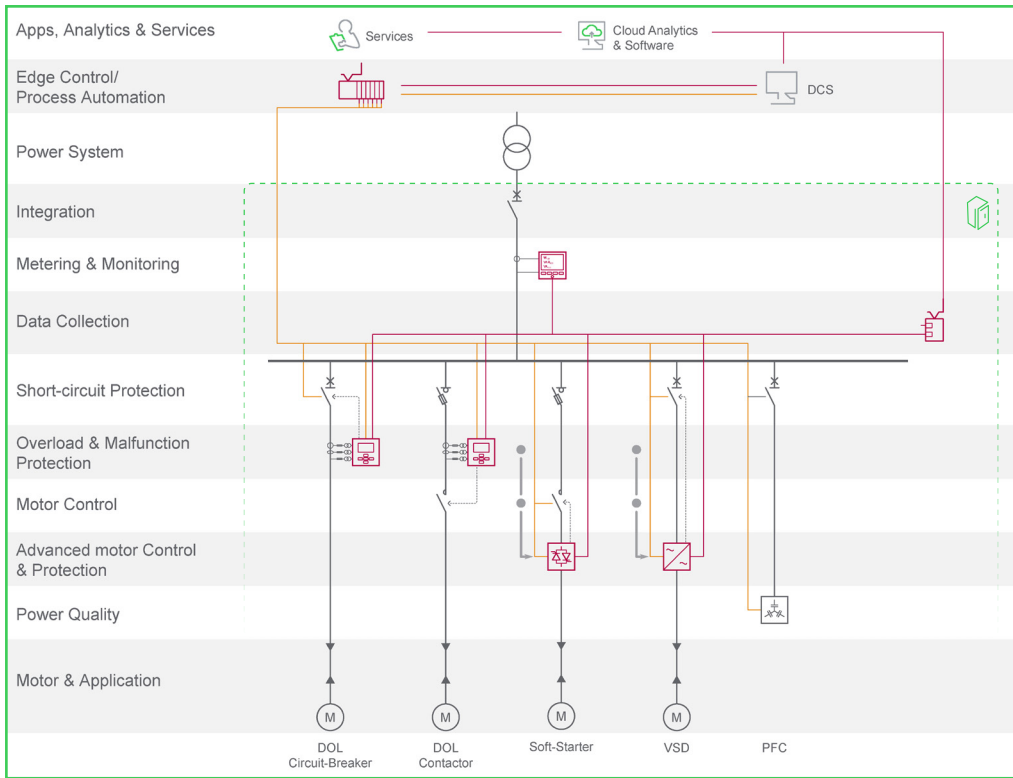 Apps, Analytics & Services
Services
Cloud Analytics
& Software
Edge Control/
Process Automation
DCS
Power System
Integration
Metering & Monitoring
Data Collection
Short-circuit Protection
Overload & Malfunction
Protection
Motor Control
Advanced motor Control
& Protection
Power Quality
Motor & Application
M
M
M
M
DOL
Circuit-Breaker
DOL
Contactor
Soft-Starter
VSD
PFC